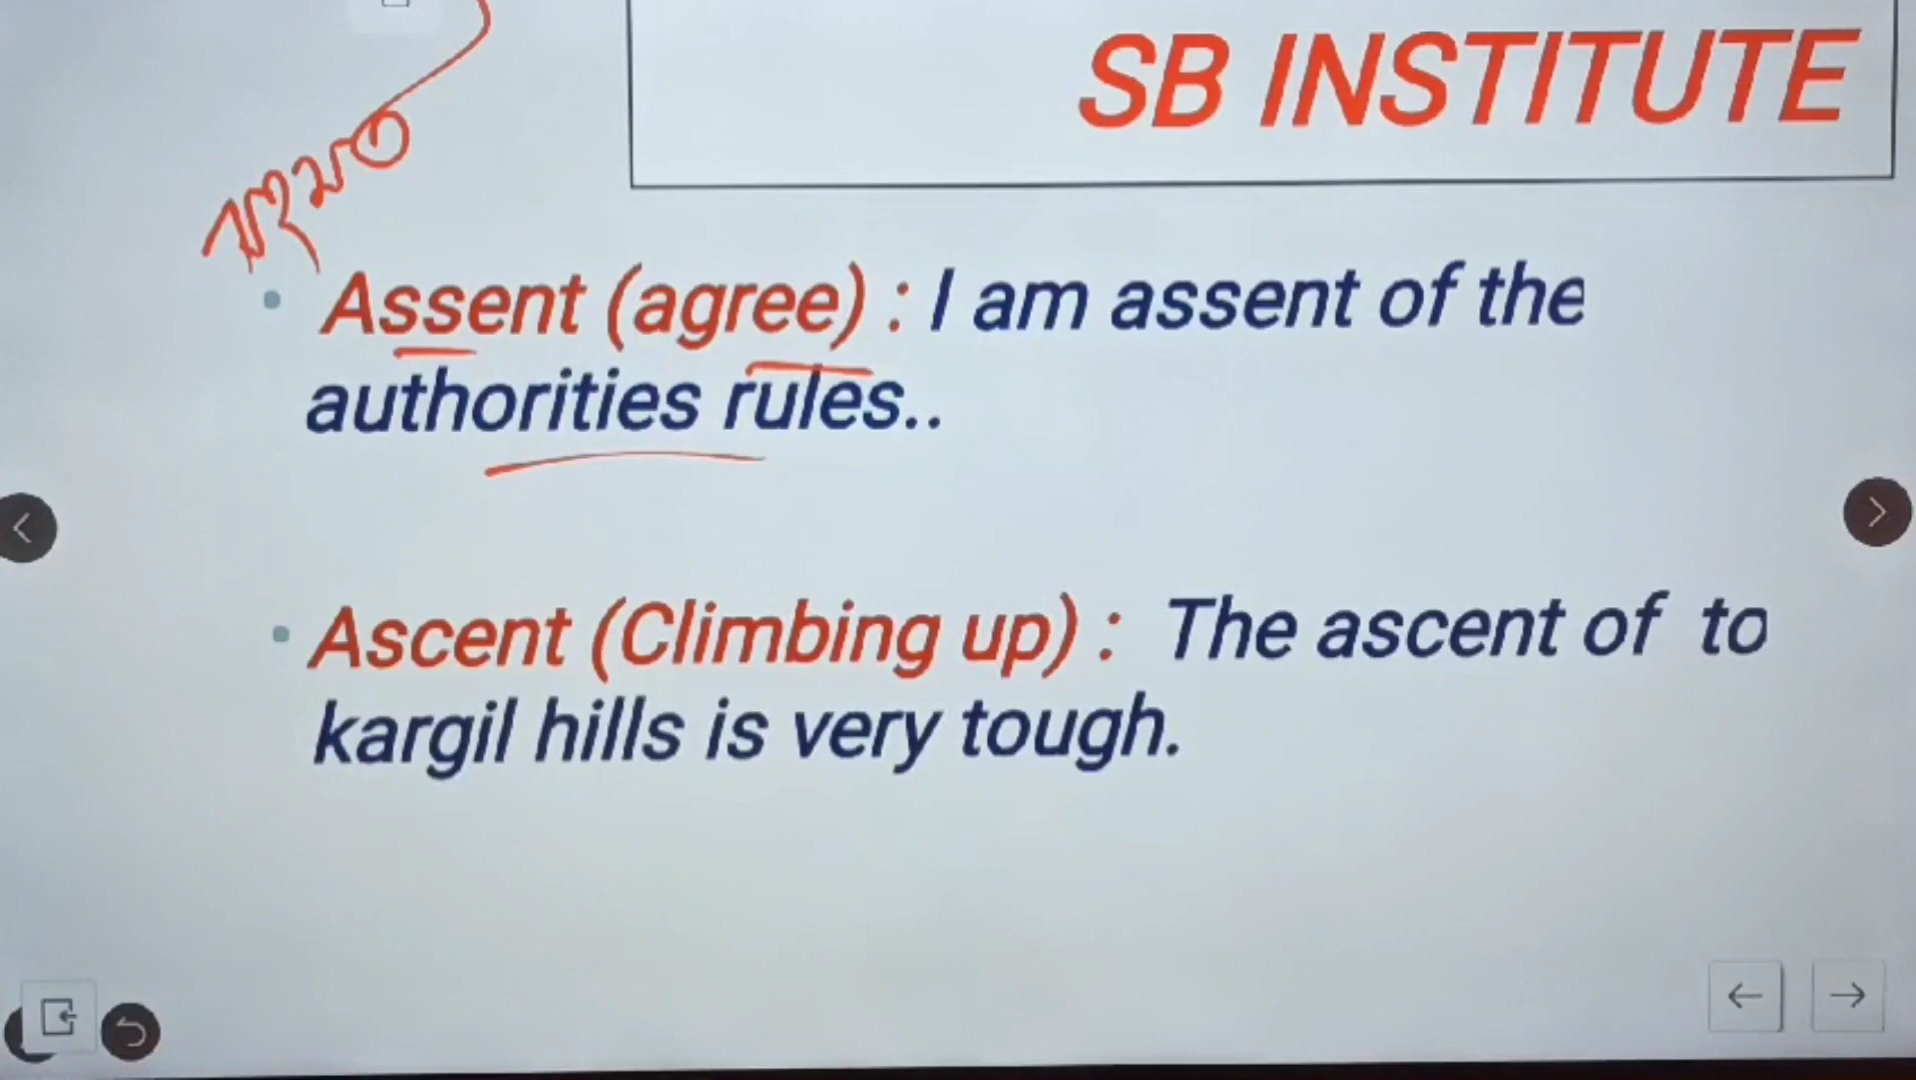 SB INSTITUTE
Assent (agree) : I am assent of the
authorities rules..
Ascent (Climbing up) : The ascent of to
kargil hills is very tough.